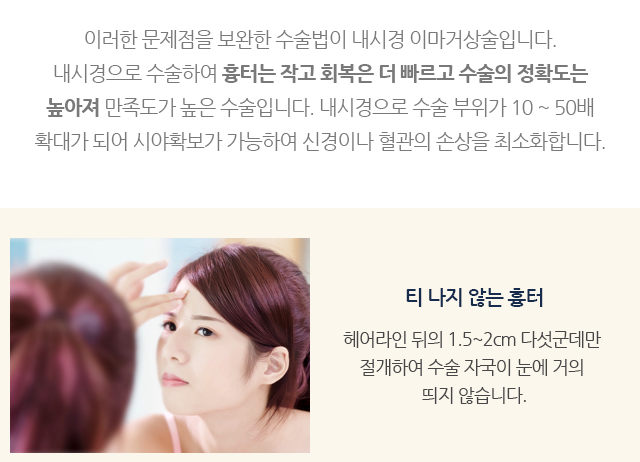 이러한 문제점을 보완한 수술법이 내시경 이마거상술입니다.
내시경으로 수술하여 흉터는 작고 회복은 더 빠르고 수술의 정확도는
높아져 만족도가 높은 수술입니다. 내시경으로 수술 부위가 10 ~ 50배
확대가 되어 시야확보가 가능하여 신경이나 혈관의 손상을 최소화합니다.
티 나지 않는 흉터
헤어라인 뒤의 1.5~2cm 다섯군데만
절개하여 수술 자국이 눈에 거의
띄지 않습니다.